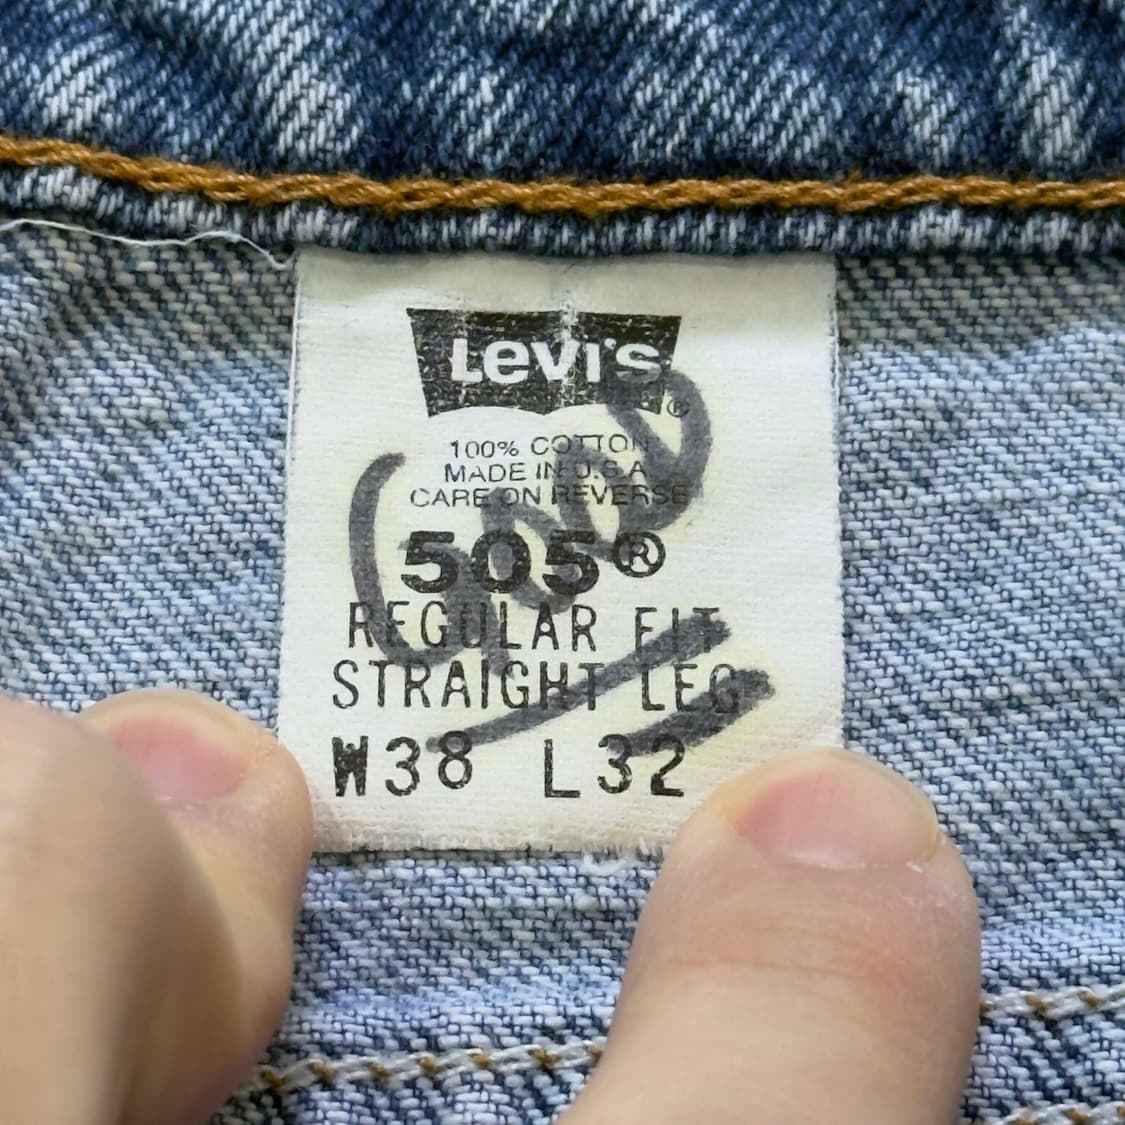 Levi's®
100% COTTON
MADE IN U.S.A
CARE ON REVERSE
505®
REGULAR FIT
STRAIGHT LEG
W38 L32